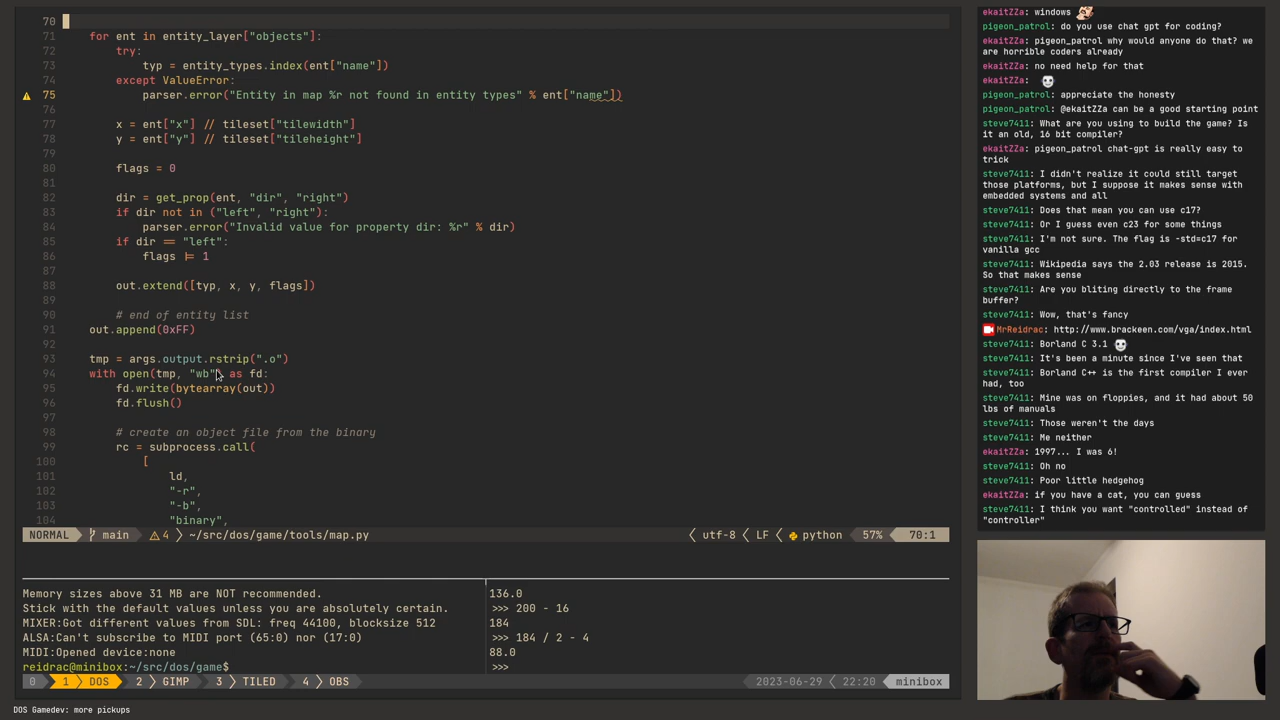 70
71 for ent in entity_layer["objects"]:
72 try:
73 typ = entity_types.index(ent["name"])
74 except ValueError:
75 parser.error("Entity in map %r not found in entity types" % ent["name"])
76
77 x = ent["x"] // tileset["tilewidth"]
78 y = ent["y"] // tileset["tileheight"]
79
80 flags = 0
81
82 dir = get_prop(ent, "dir", "right")
83 if dir not in ("left", "right"):
84 parser.error("Invalid value for property dir: %r" % dir)
85 if dir == "left":
86 flags |= 1
87
88 out.extend([typ, x, y, flags])
89
90 # end of entity list
91 out.append(0xFF)
92
93 tmp = args.output.rstrip(".o")
94 with open(tmp, "wb") as fd:
95 fd.write(bytearray(out))
96 fd.flush()
97
98 # create an object file from the binary
99 rc = subprocess.call(
100 [
101 ld,
102 "-r",
103 "-b",
104 "binary",
NORMAL main 4 ~/src/dos/game/tools/map.py utf-8 LF python 57% 70:1
Memory sizes above 31 MB are NOT recommended.
Stick with the default values unless you are absolutely certain.
MIXER:Got different values from SDL: freq 44100, blocksize 512
ALSA:Can't subscribe to MIDI port (65:0) nor (17:0)
MIDI:Opened device:none
reidrac@minibox:~/src/dos/game$
136.0
>>> 200 - 16
184
>>> 184 / 2 - 4
88.0
>>>
0 1 DOS 2 GIMP 3 TILED 4 OBS 2023-06-29 22:20 minibox
DOS Gamedev: more pickups
ekaitZZa: windows
pigeon_patrol: do you use chat gpt for coding?
ekaitZZa: pigeon_patrol why would anyone do that? we
are horrible coders already
ekaitZZa: no need help for that
ekaitZZa:
pigeon_patrol: appreciate the honesty
pigeon_patrol: @ekaitZZa can be a good starting point
steve7411: What are you using to build the game? Is
it an old, 16 bit compiler?
ekaitZZa: pigeon_patrol chat-gpt is really easy to
trick
steve7411: I didn't realize it could still target
those platforms, but I suppose it makes sense with
embedded systems and all
steve7411: Does that mean you can use c17?
steve7411: Or I guess even c23 for some things
steve7411: I'm not sure. The flag is -std=c17 for
vanilla gcc
steve7411: Wikipedia says the 2.03 release is 2015.
So that makes sense
steve7411: Are you bliting directly to the frame
buffer?
steve7411: Wow, that's fancy
MrReidrac: http://www.brackeen.com/vga/index.html
steve7411: Borland C 3.1
steve7411: It's been a minute since I've seen that
steve7411: Borland C++ is the first compiler I ever
had, too
steve7411: Mine was on floppies, and it had about 50
lbs of manuals
steve7411: Those weren't the days
steve7411: Me neither
ekaitZZa: 1997... I was 6!
steve7411: Oh no
steve7411: Poor little hedgehog
ekaitZZa: if you have a cat, you can guess
steve7411: I think you want "controlled" instead of
"controller"